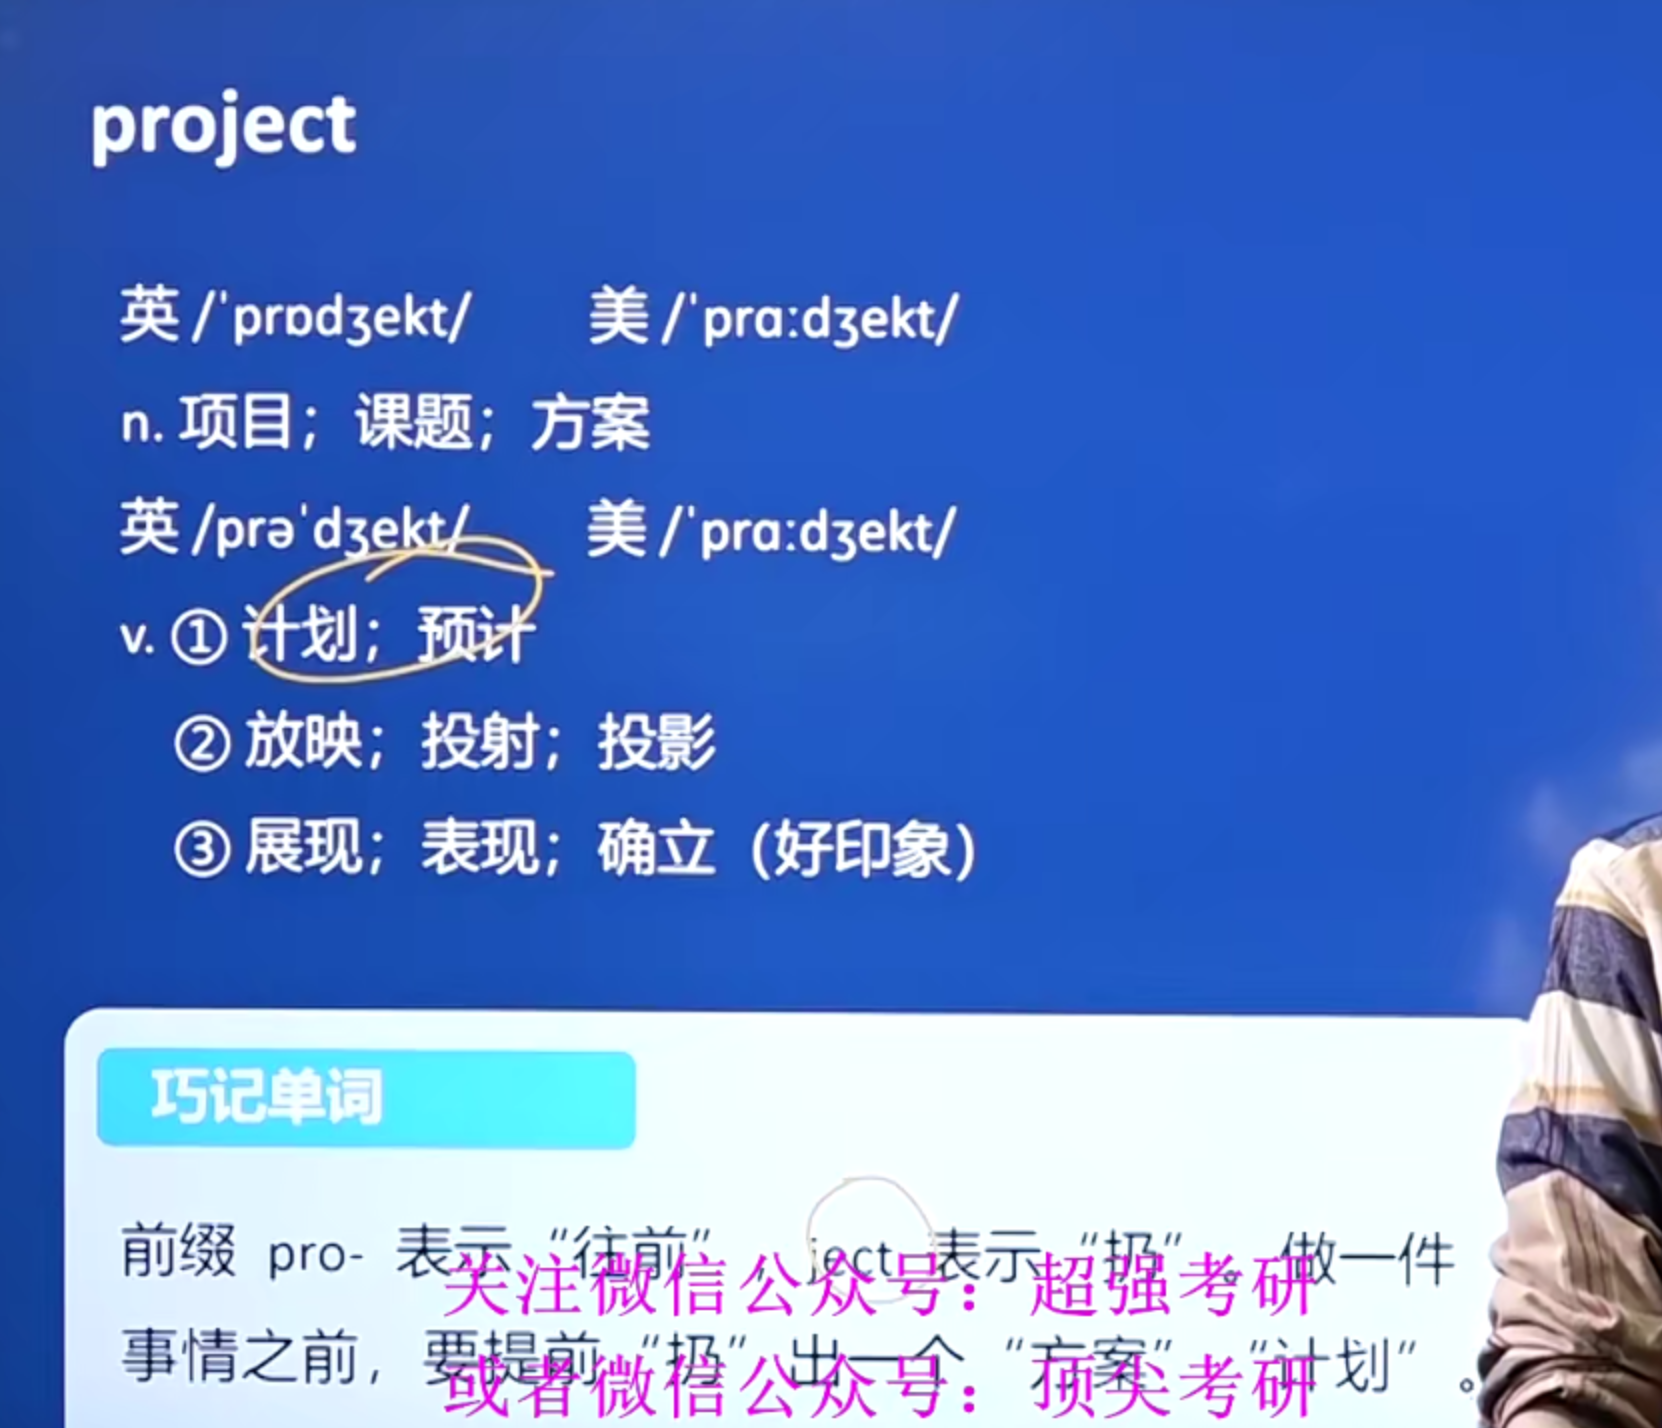 project
英 /ˈprɒdʒekt/ 美 /ˈprɑːdʒekt/
n. 项目；课题；方案
英 /prəˈdʒekt/ 美 /ˈprɑːdʒekt/
v. ① 计划；预计
② 放映；投射；投影
③ 展现；表现；确立（好印象）
巧记单词
前缀 pro- 表示“往前”，ject 表示“扔”。做一件
关注微信公众号：超强考研
事情之前，要提前“扔”出一个“方案”“计划”。
或者微信公众号：顶尖考研